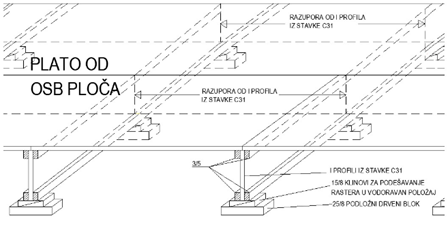 RAZUPORA OD I PROFILA
IZ STAVKE C31
PLATO OD
OSB PLOČA
RAZUPORA OD I PROFILA
IZ STAVKE C31
3/5
I PROFILI IZ STAVKE C31
15/8 KLINOVI ZA PODEŠAVANJE
RASTERA U VODORAVAN POLOŽAJ
25/8 PODLOŽNI DRVENI BLOK